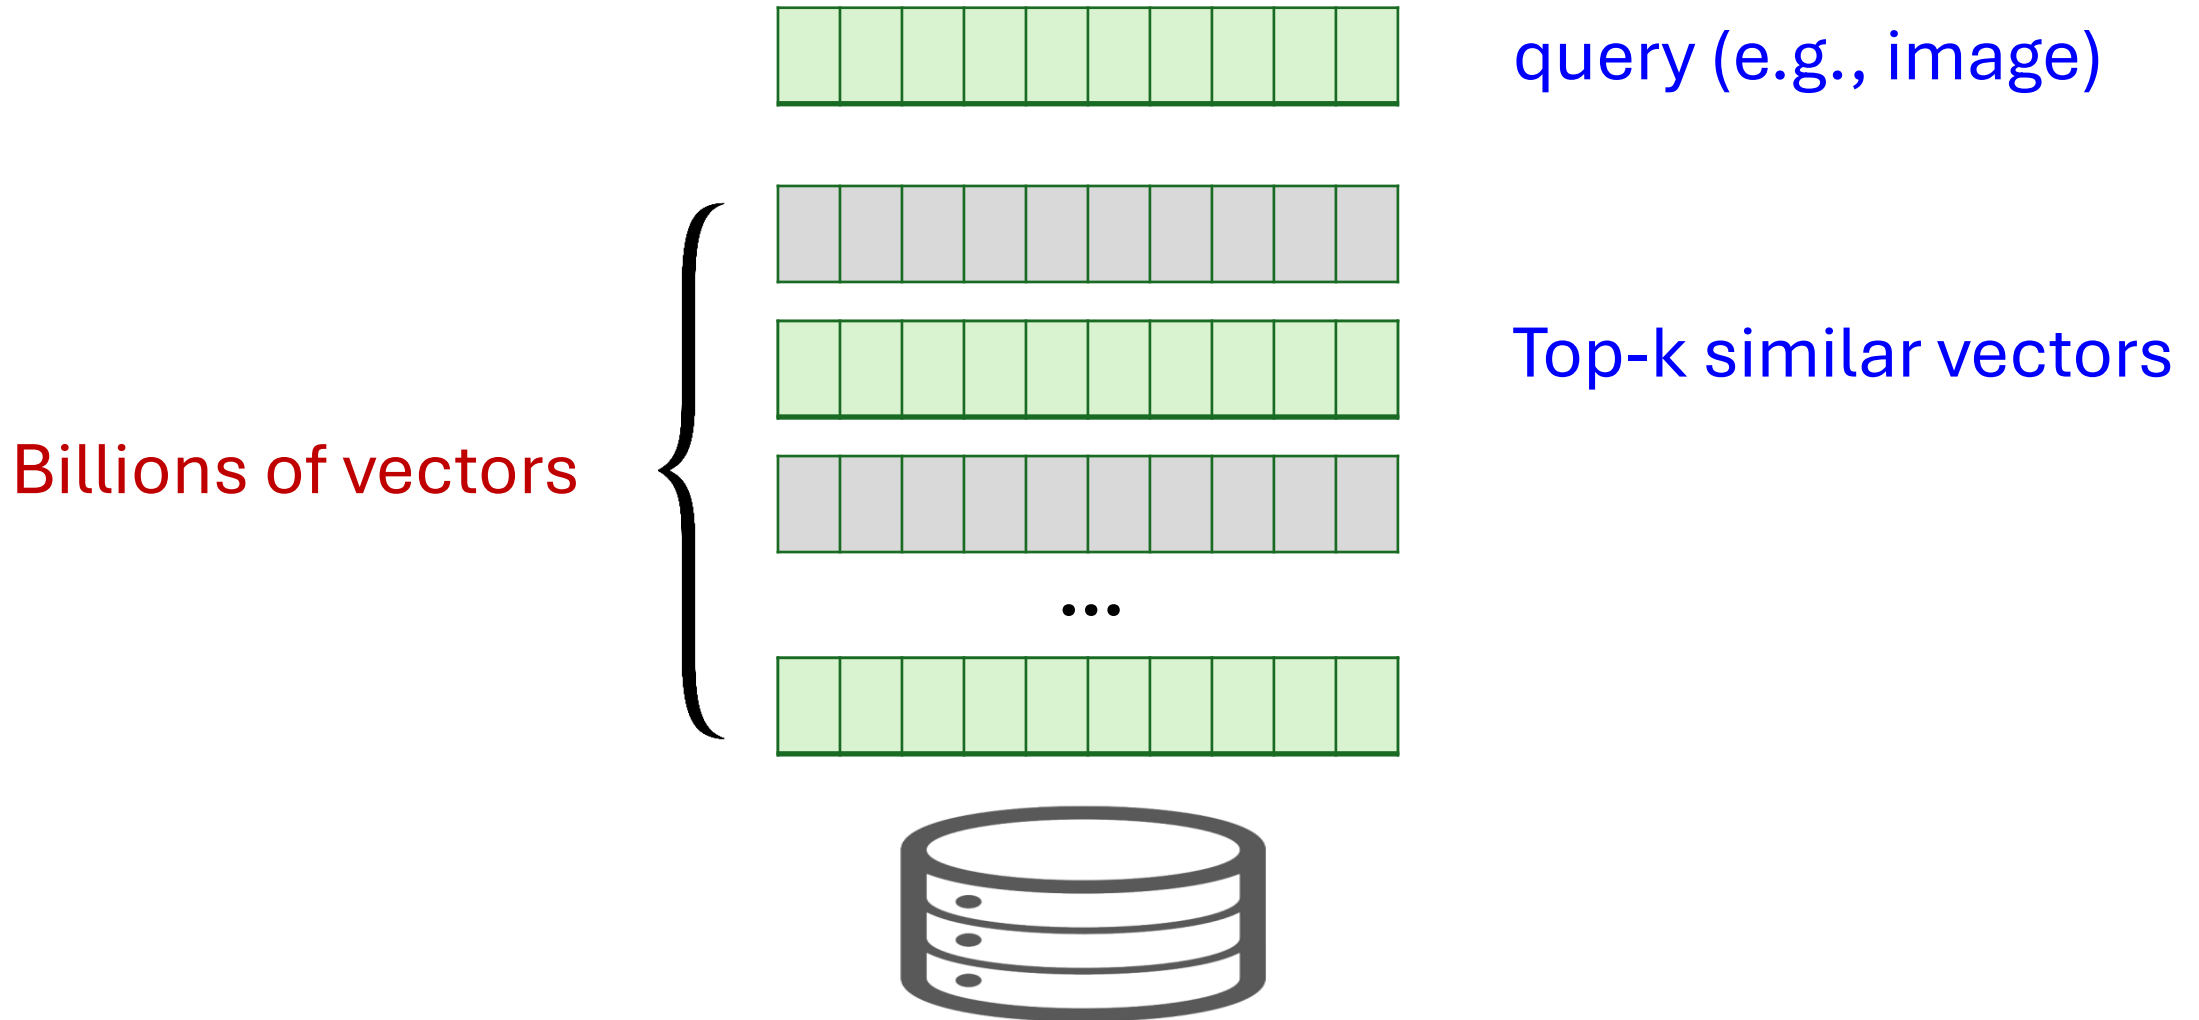 query (e.g., image)
Top-k similar vectors
Billions of vectors
...